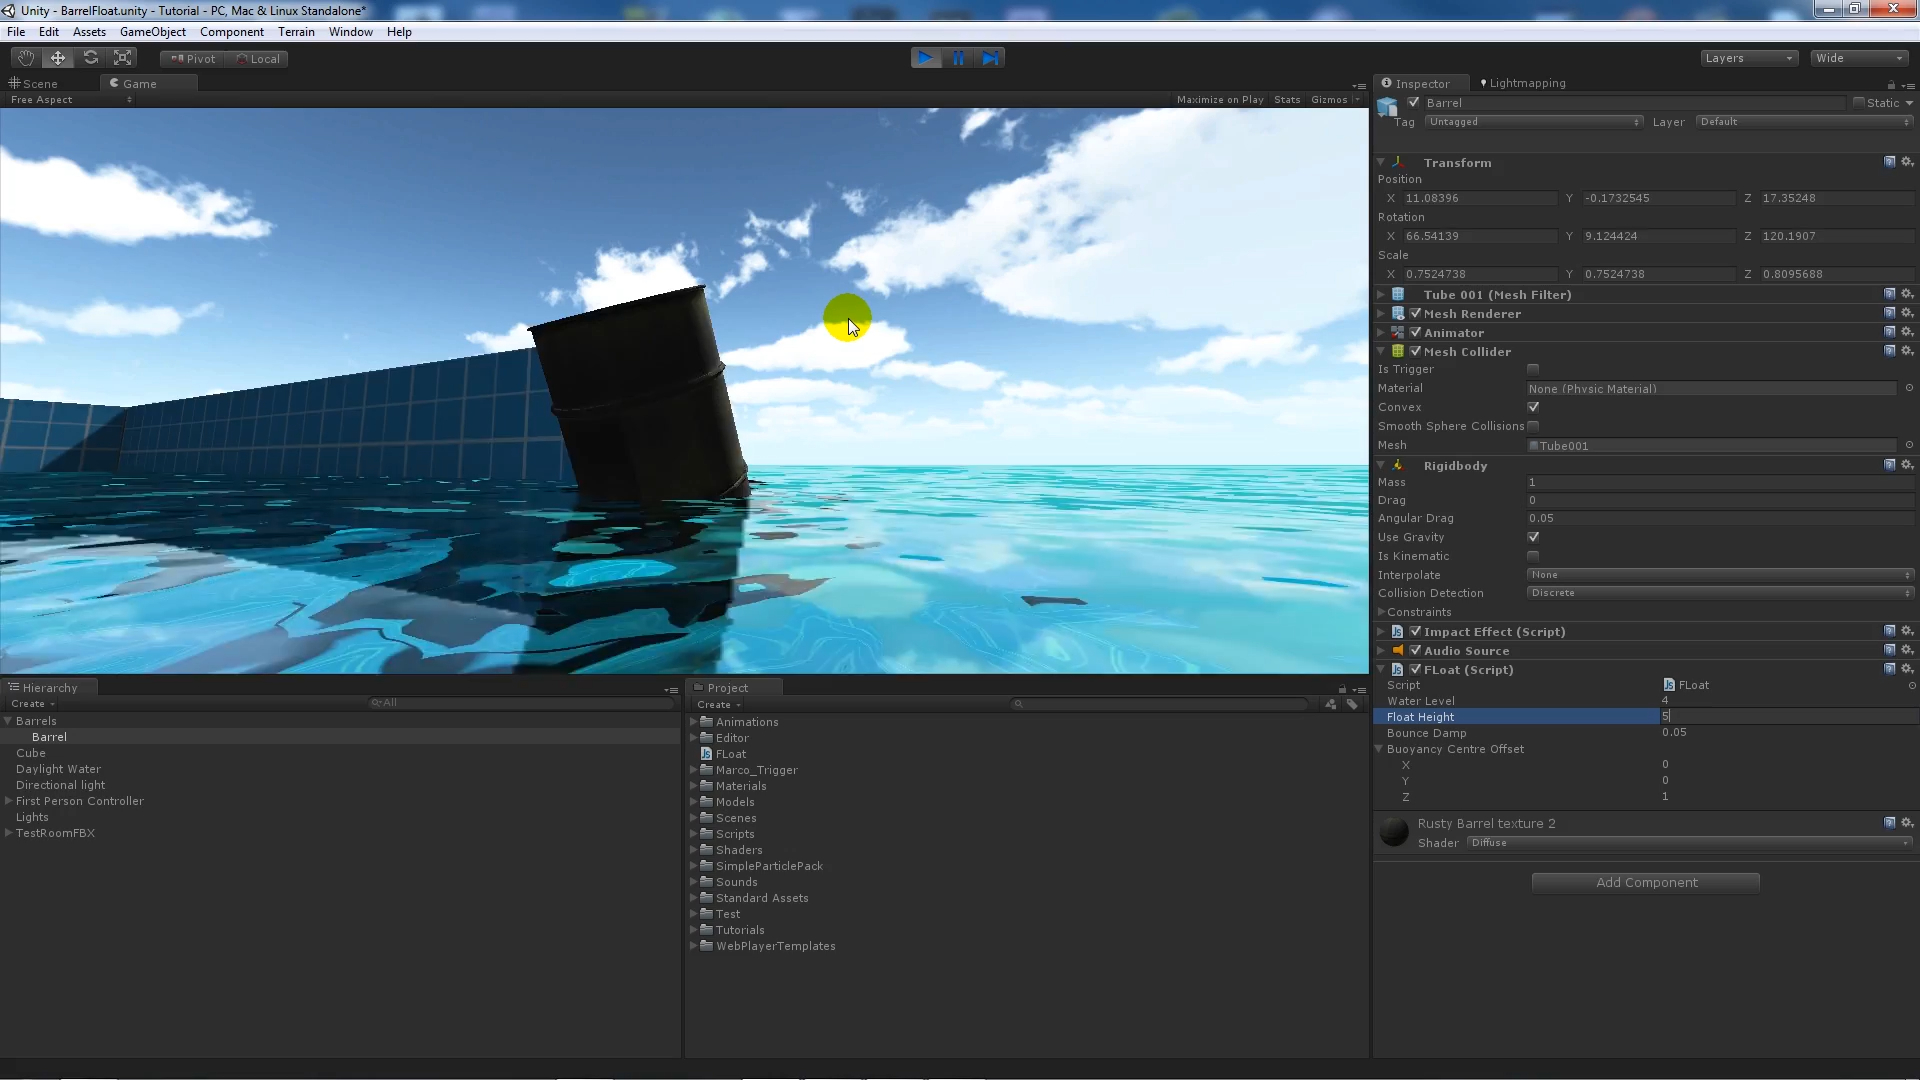 Unity - BarrelFloat.unity - Tutorial - PC, Mac & Linux Standalone*
File Edit Assets GameObject Component Terrain Window Help
Pivot Local Layers Wide
Scene Game
Free Aspect Maximize on Play Stats Gizmos
Inspector Lightmapping
Barrel Static
Tag Untagged Layer Default
Transform
Position
X 11.08396 Y -0.1732545 Z 17.35248
Rotation
X 66.54139 Y 9.124424 Z 120.1907
Scale
X 0.7524738 Y 0.7524738 Z 0.8095688
Tube 001 (Mesh Filter)
Mesh Renderer
Animator
Mesh Collider
Is Trigger
Material None (Physic Material)
Convex
Smooth Sphere Collisions
Mesh Tube001
Rigidbody
Mass 1
Drag 0
Angular Drag 0.05
Use Gravity
Is Kinematic
Interpolate None
Collision Detection Discrete
Constraints
Impact Effect (Script)
Audio Source
FLoat (Script)
Script FLoat
Water Level 4
Float Height 5
Bounce Damp 0.05
Buoyancy Centre Offset
X 0
Y 0
Z 1
Rusty Barrel texture 2
Shader Diffuse
Add Component
Hierarchy
Create All
Barrels
Barrel
Cube
Daylight Water
Directional light
First Person Controller
Lights
TestRoomFBX
Project
Create
Animations
Editor
FLoat
Marco_Trigger
Materials
Models
Scenes
Scripts
Shaders
SimpleParticlePack
Sounds
Standard Assets
Test
Tutorials
WebPlayerTemplates